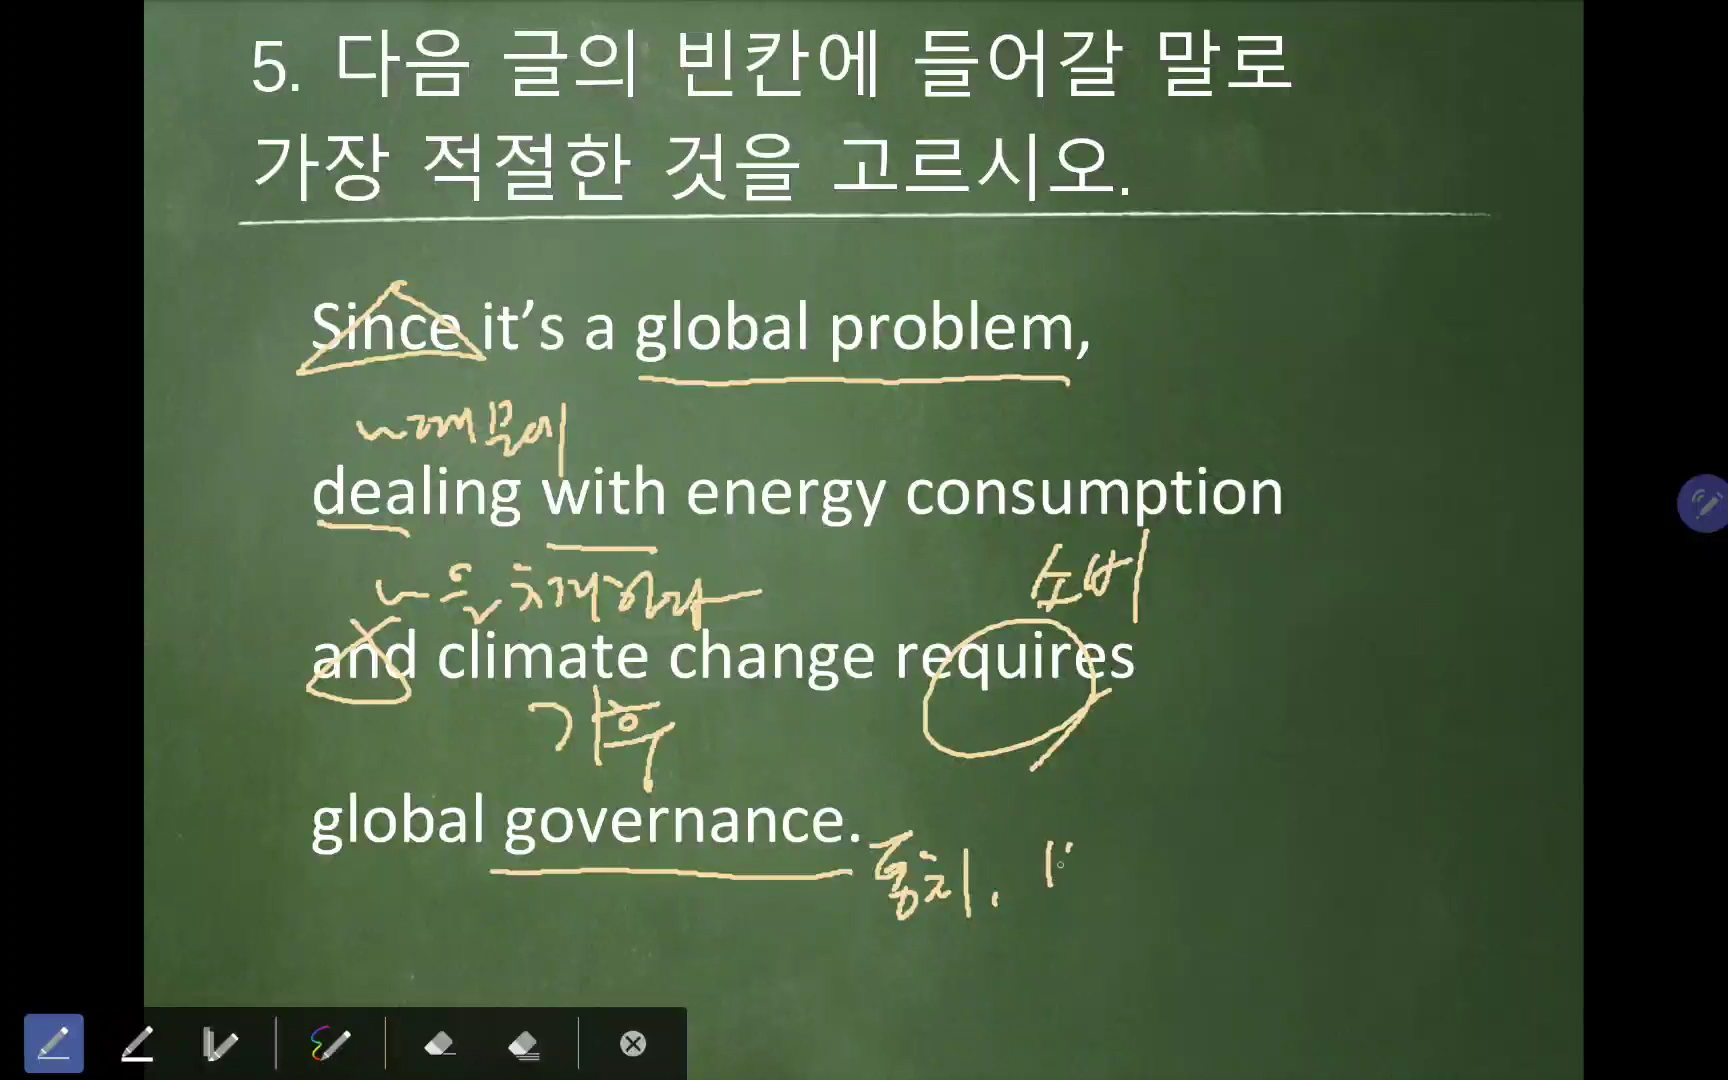 5. 다음 글의 빈칸에 들어갈 말로
가장 적절한 것을 고르시오.
Since it's a global problem,
~때문에
dealing with energy consumption
~을 처리하다
소비
and climate change requires
기후
global governance.
통치,